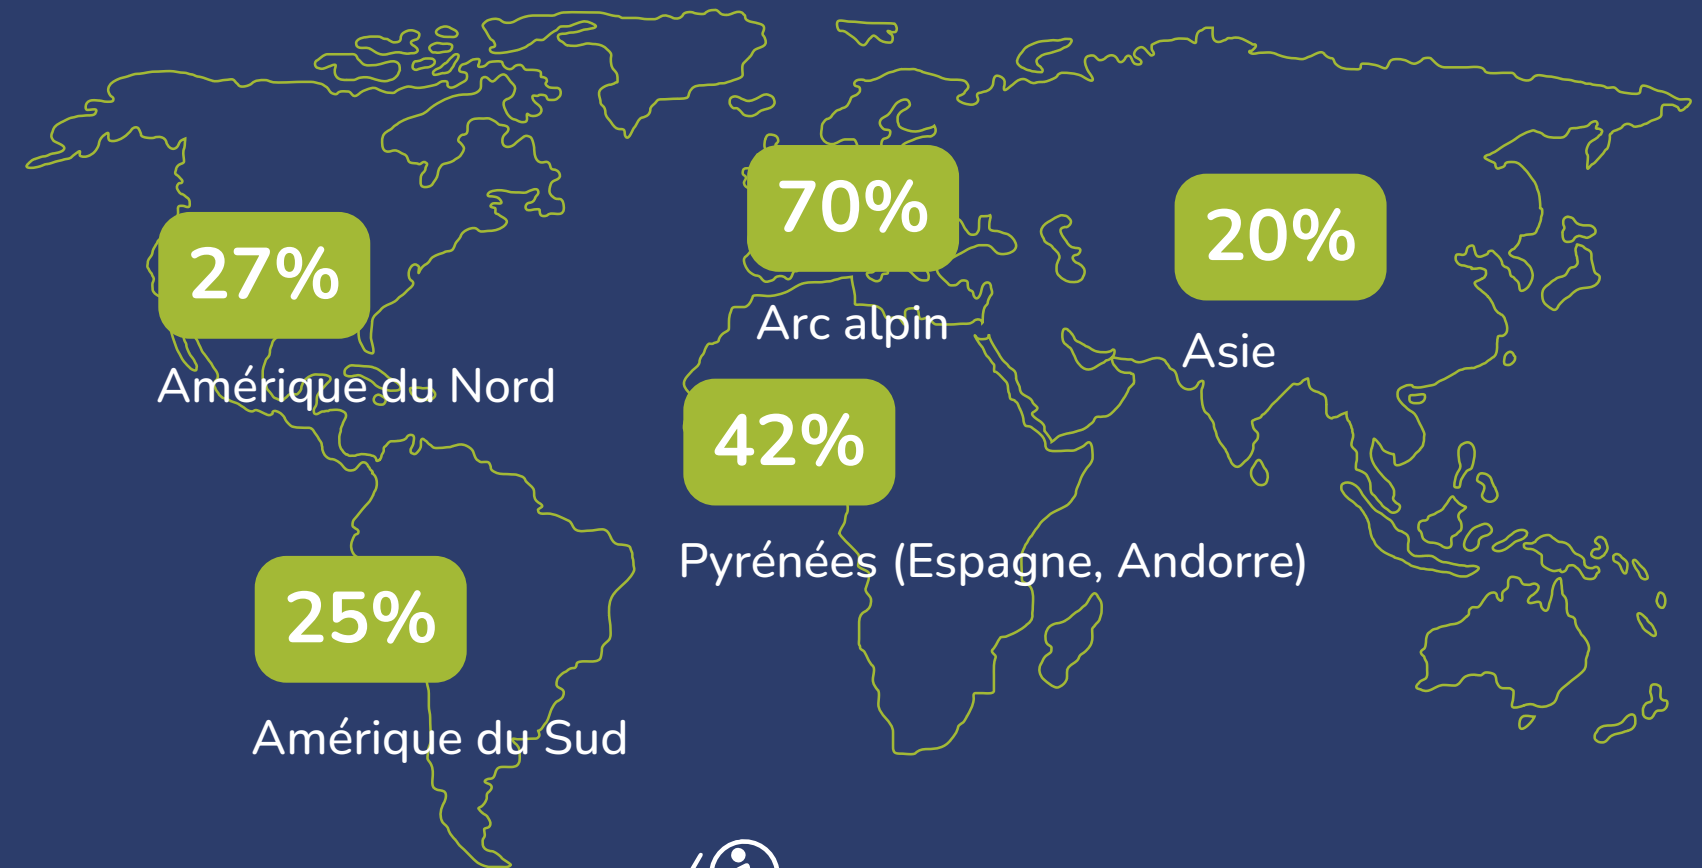 27%
Amérique du Nord
70%
Arc alpin
20%
Asie
42%
Pyrénées (Espagne, Andorre)
25%
Amérique du Sud